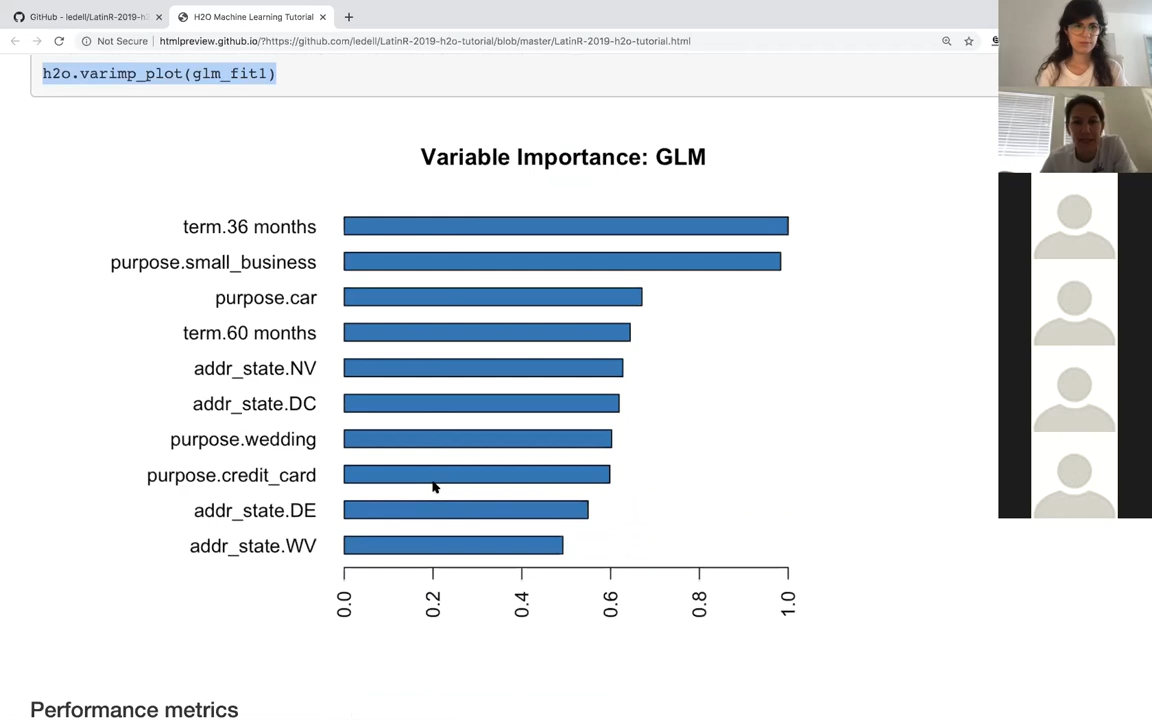 GitHub - ledell/LatinR-2019-h2
H2O Machine Learning Tutorial
Not Secure
htmlpreview.github.io/?https://github.com/ledell/LatinR-2019-h2o-tutorial/blob/master/LatinR-2019-h2o-tutorial.html
h2o.varimp_plot(glm_fit1)
Variable Importance: GLM
term.36 months
purpose.small_business
purpose.car
term.60 months
addr_state.NV
addr_state.DC
purpose.wedding
purpose.credit_card
addr_state.DE
addr_state.WV
0.0 0.2 0.4 0.6 0.8 1.0
Performance metrics